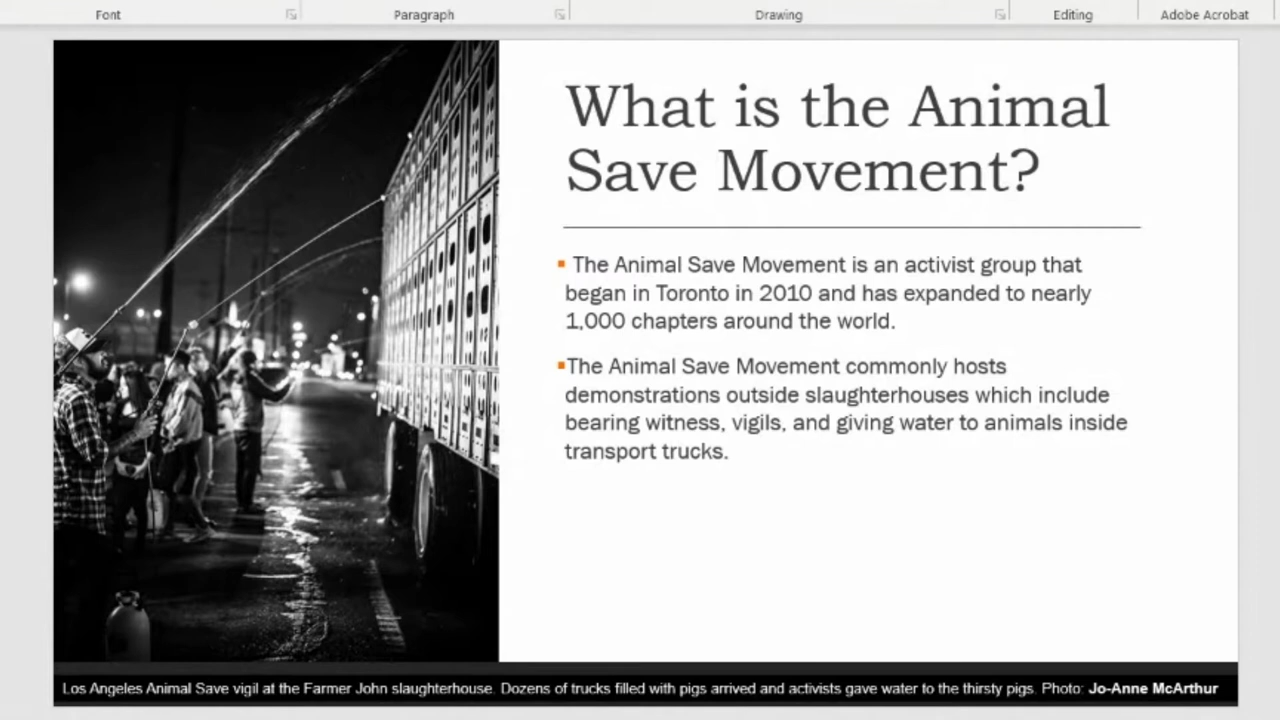 Font
Paragraph
Drawing
Editing
Adobe Acrobat
What is the Animal
Save Movement?
▪ The Animal Save Movement is an activist group that
began in Toronto in 2010 and has expanded to nearly
1,000 chapters around the world.
▪The Animal Save Movement commonly hosts
demonstrations outside slaughterhouses which include
bearing witness, vigils, and giving water to animals inside
transport trucks.
Los Angeles Animal Save vigil at the Farmer John slaughterhouse. Dozens of trucks filled with pigs arrived and activists gave water to the thirsty pigs. Photo: Jo-Anne McArthur